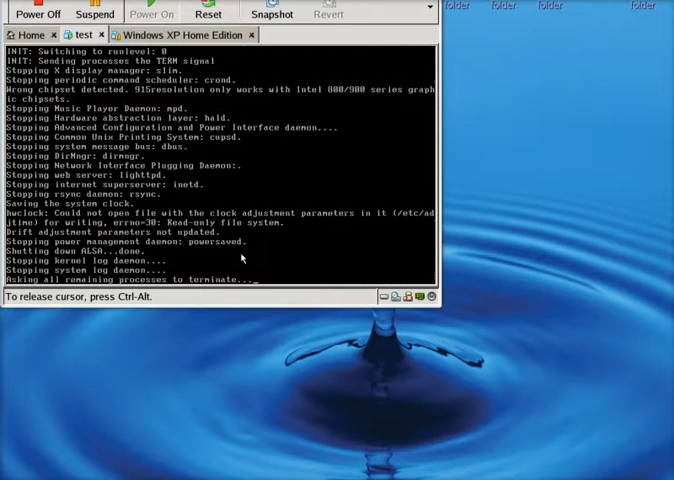 Power Off Suspend Power On Reset Snapshot Revert
folder folder folder folder
Home test Windows XP Home Edition
INIT: Switching to runlevel: 0
INIT: Sending processes the TERM signal
Stopping X display manager: slim.
Stopping periodic command scheduler: crond.
Wrong chipset detected. 915resolution only works with Intel 800/900 series graph
ic chipsets.
Stopping Music Player Daemon: mpd.
Stopping Hardware abstraction layer: hald.
Stopping Advanced Configuration and Power Interface daemon....
Stopping Common Unix Printing System: cupsd.
Stopping system message bus: dbus.
Stopping DirMngr: dirmngr.
Stopping Network Interface Plugging Daemon:.
Stopping web server: lighttpd.
Stopping internet superserver: inetd.
Stopping rsync daemon: rsync.
Saving the system clock.
hwclock: Could not open file with the clock adjustment parameters in it (/etc/ad
jtime) for writing, errno=30: Read-only file system.
Drift adjustment parameters not updated.
Stopping power management daemon: powersaved.
Shutting down ALSA...done.
Stopping kernel log daemon....
Stopping system log daemon....
Asking all remaining processes to terminate..._
To release cursor, press Ctrl-Alt.